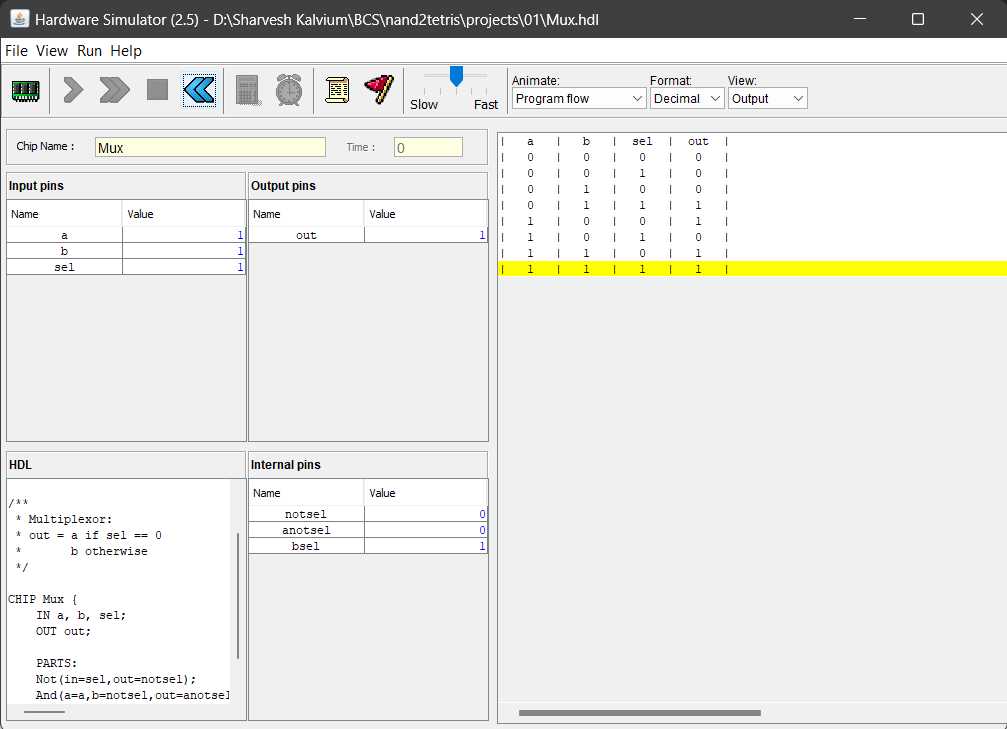 Hardware Simulator (2.5) - D:\Sharvesh Kalvium\BCS\nand2tetris\projects\01\Mux.hdl
File View Run Help
Animate: Format: View:
Slow Fast Program flow Decimal Output
Chip Name : Mux Time : 0
Input pins
Name Value
a 1
b 1
sel 1
Output pins
Name Value
out 1
HDL
/**
 * Multiplexor:
 * out = a if sel == 0
 *       b otherwise
 */
CHIP Mux {
    IN a, b, sel;
    OUT out;
    PARTS:
    Not(in=sel,out=notsel);
    And(a=a,b=notsel,out=anotsel
Internal pins
Name Value
notsel 0
anotsel 0
bsel 1
| a | b | sel | out |
| 0 | 0 | 0 | 0 |
| 0 | 0 | 1 | 0 |
| 0 | 1 | 0 | 0 |
| 0 | 1 | 1 | 1 |
| 1 | 0 | 0 | 1 |
| 1 | 0 | 1 | 0 |
| 1 | 1 | 0 | 1 |
| 1 | 1 | 1 | 1 |